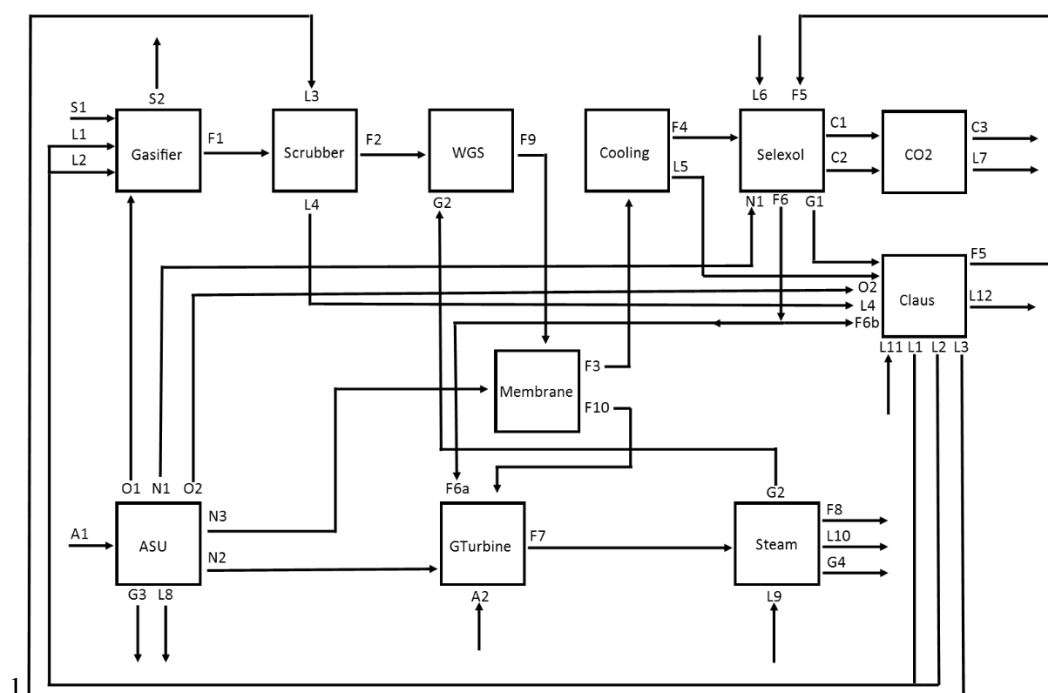 L6 F5
S2 L3
S1 L1 L2 Gasifier F1 Scrubber F2 WGS F9 Cooling F4 L5 Selexol C1 C2 CO2 C3 L7
L4 G2 N1 F6 G1
O2 L4 F6b Claus F5 L12
L11 L1 L2 L3
Membrane F3 F10
O1 N1 O2 F6a G2
A1 ASU N3 N2 GTurbine F7 Steam F8 L10 G4
G3 L8 A2 L9
1